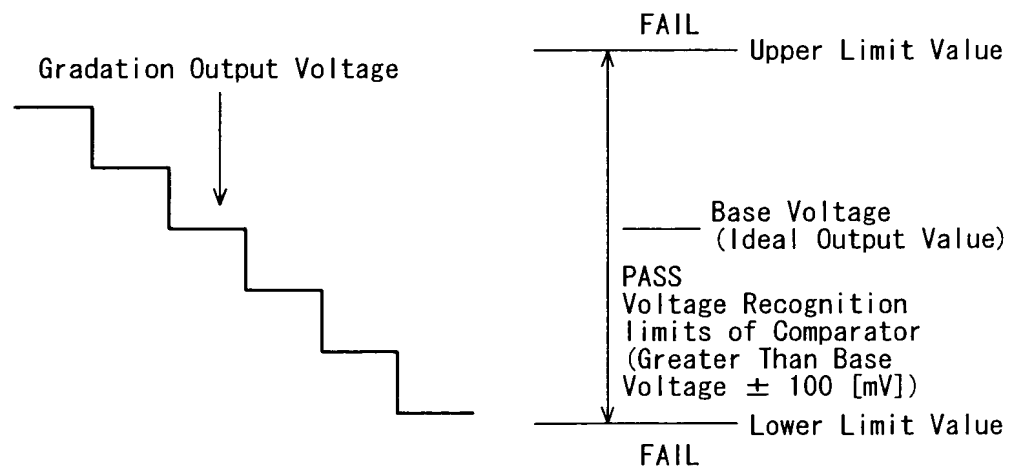 FAIL
Upper Limit Value
Gradation Output Voltage
Base Voltage
(Ideal Output Value)
PASS
Voltage Recognition
limits of Comparator
(Greater Than Base
Voltage ± 100 [mV])
Lower Limit Value
FAIL